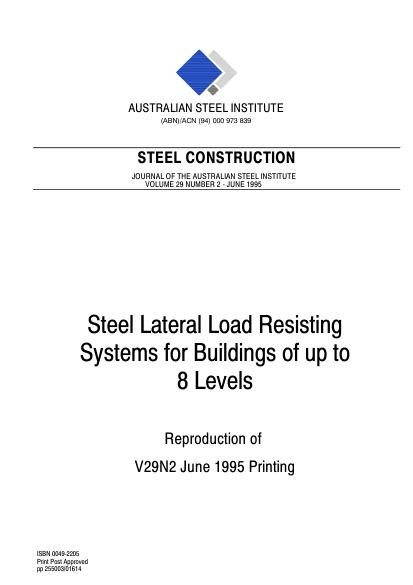 AUSTRALIAN STEEL INSTITUTE
(ABN)/ACN (94) 000 973 839
STEEL CONSTRUCTION
JOURNAL OF THE AUSTRALIAN STEEL INSTITUTE
VOLUME 29 NUMBER 2 - JUNE 1995
Steel Lateral Load Resisting
Systems for Buildings of up to
8 Levels
Reproduction of
V29N2 June 1995 Printing
ISBN 0049-2205
Print Post Approved
pp 255003/01614